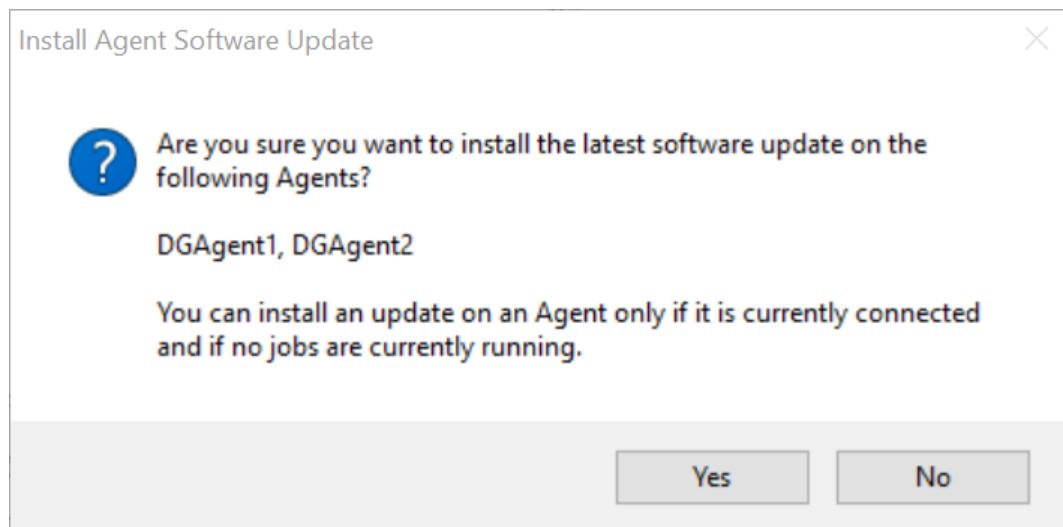 Install Agent Software Update
?
Are you sure you want to install the latest software update on the
following Agents?
DGAgent1, DGAgent2
You can install an update on an Agent only if it is currently connected
and if no jobs are currently running.
Yes
No